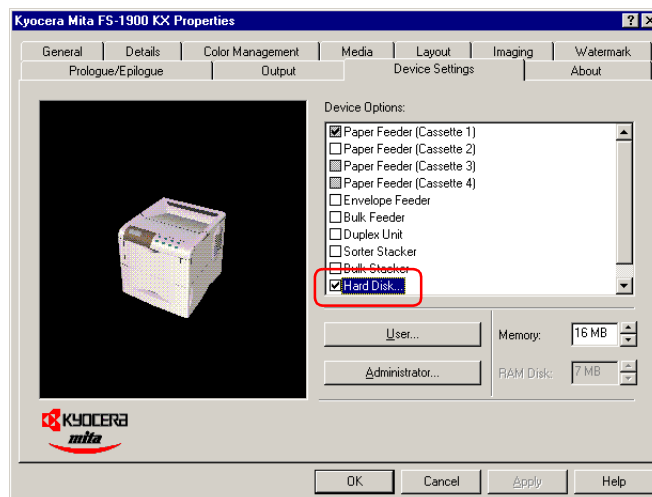 Kyocera Mita FS-1900 KX Properties
General Details Color Management Media Layout Imaging Watermark
Prologue/Epilogue Output Device Settings About
Device Options:
Paper Feeder (Cassette 1)
Paper Feeder (Cassette 2)
Paper Feeder (Cassette 3)
Paper Feeder (Cassette 4)
Envelope Feeder
Bulk Feeder
Duplex Unit
Sorter Stacker
Bulk Stacker
Hard Disk...
User... Memory: 16 MB
Administrator... RAM Disk: 7 MB
KYOCERA
mita
OK Cancel Apply Help